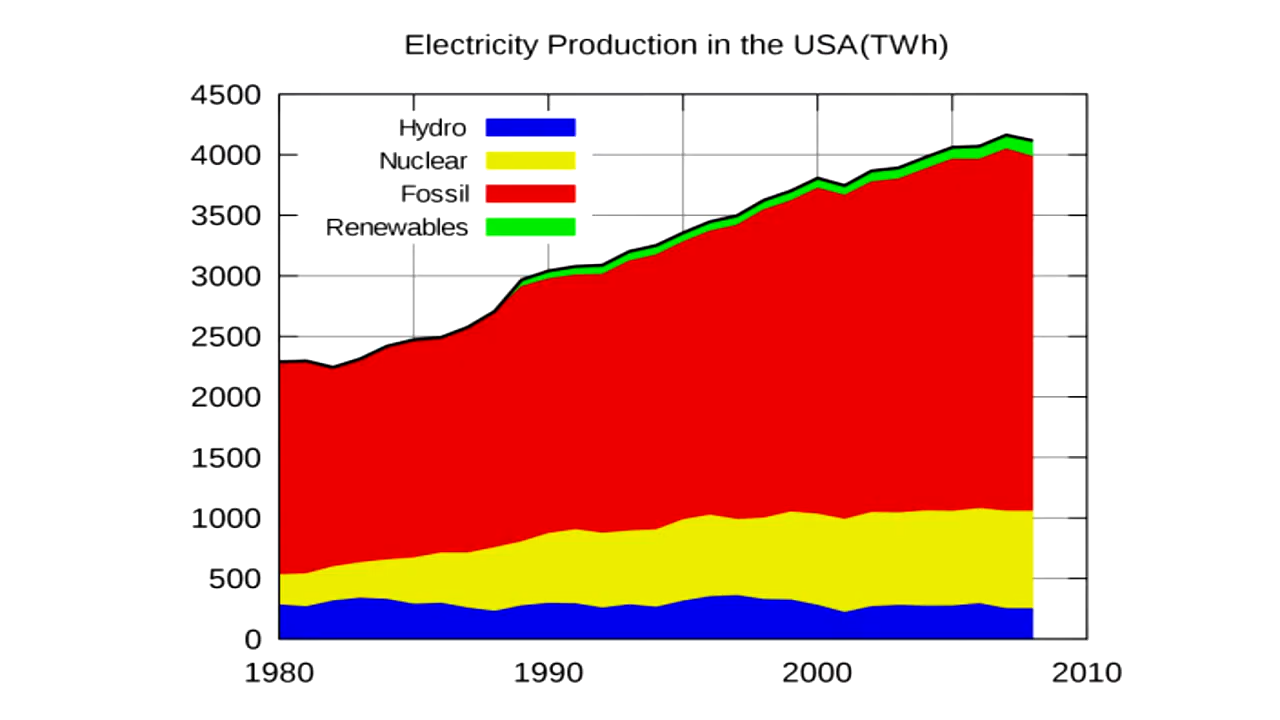 Electricity Production in the USA(TWh)
4500
4000
3500
3000
2500
2000
1500
1000
500
0
Hydro
Nuclear
Fossil
Renewables
1980 1990 2000 2010